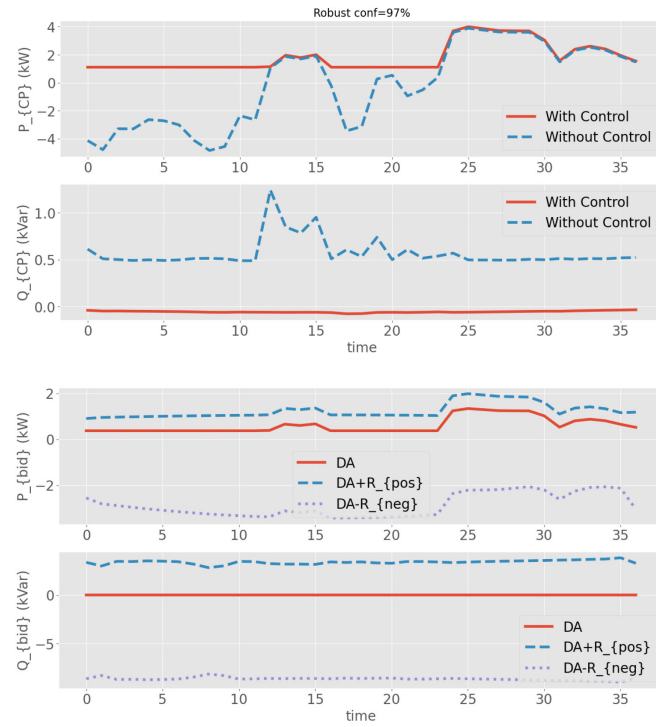 Robust conf=97%
P_{CP} (kW)
4
2
0
−2
−4
With Control
Without Control
0 5 10 15 20 25 30 35
Q_{CP} (kVar)
1.0
0.5
0.0
With Control
Without Control
0 5 10 15 20 25 30 35
time
P_{bid} (kW)
2
0
−2
DA
DA+R_{pos}
DA-R_{neg}
0 5 10 15 20 25 30 35
Q_{bid} (kVar)
0
−5
DA
DA+R_{pos}
DA-R_{neg}
0 5 10 15 20 25 30 35
time